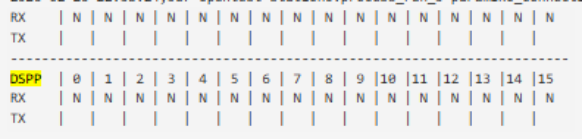 RX | N | N | N | N | N | N | N | N | N | N | N | N | N | N | N | N
TX | | | | | | | | | | | | | | | |
--------------------------------------------------------------------------
DSPP | 0 | 1 | 2 | 3 | 4 | 5 | 6 | 7 | 8 | 9 |10 |11 |12 |13 |14 |15
RX | N | N | N | N | N | N | N | N | N | N | N | N | N | N | N | N
TX | | | | | | | | | | | | | | | |